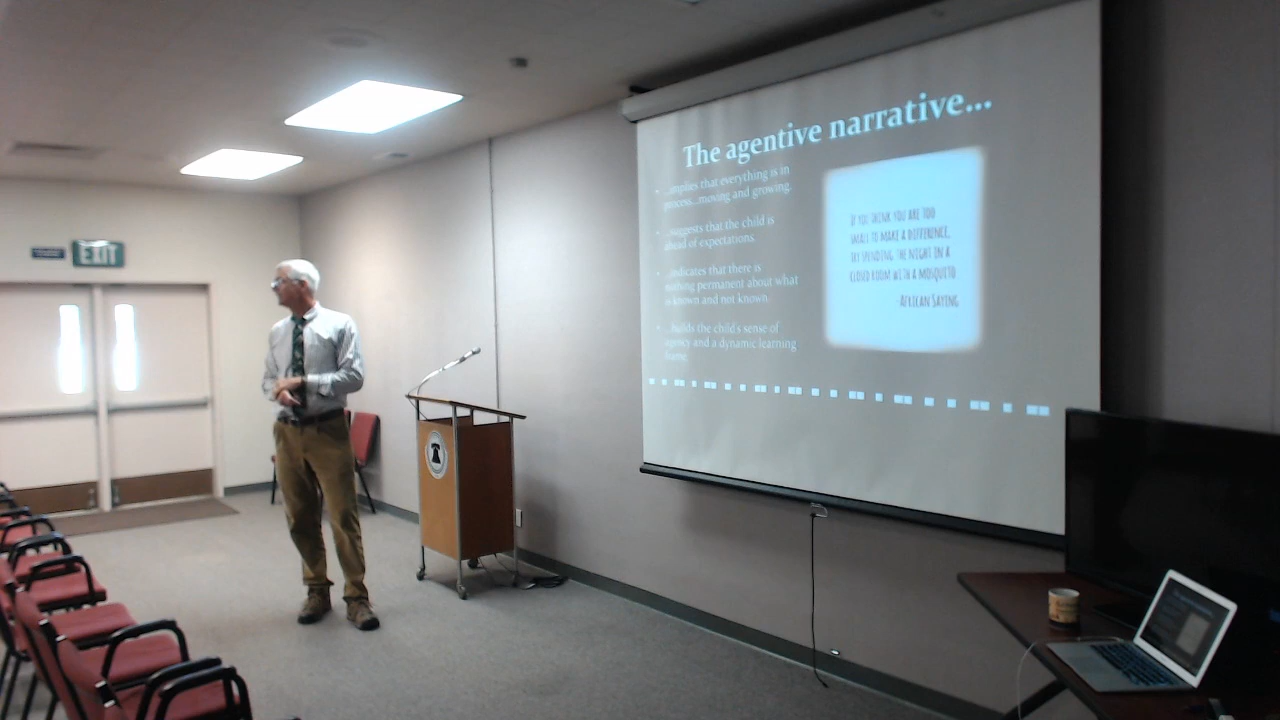 EXIT
The agentive narrative...
...implies that everything is in
process...moving and growing.
...suggests that the child is
ahead of expectations.
...indicates that there is
nothing permanent about what
is known and not known.
...builds the child's sense of
agency and a dynamic learning
frame.
IF YOU THINK YOU ARE TOO
SMALL TO MAKE A DIFFERENCE,
TRY SPENDING THE NIGHT IN A
CLOSED ROOM WITH A MOSQUITO
-AFRICAN SAYING